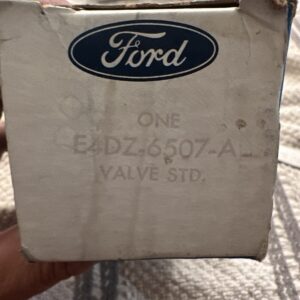 Ford
ONE
E4DZ-6507-A
VALVE STD.